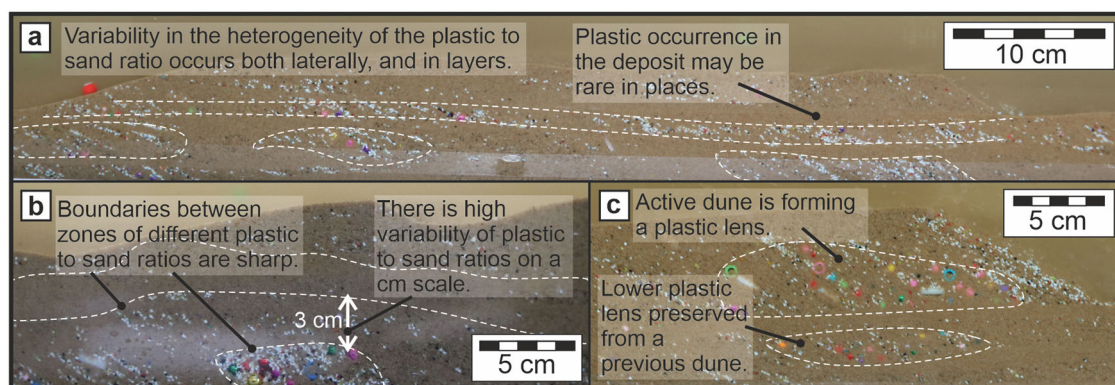 a
Variability in the heterogeneity of the plastic to
sand ratio occurs both laterally, and in layers.
Plastic occurrence in
the deposit may be
rare in places.
10 cm
b
Boundaries between
zones of different plastic
to sand ratios are sharp.
There is high
variability of plastic
to sand ratios on a
cm scale.
3 cm
5 cm
c
Active dune is forming
a plastic lens.
5 cm
Lower plastic
lens preserved
from a
previous dune.